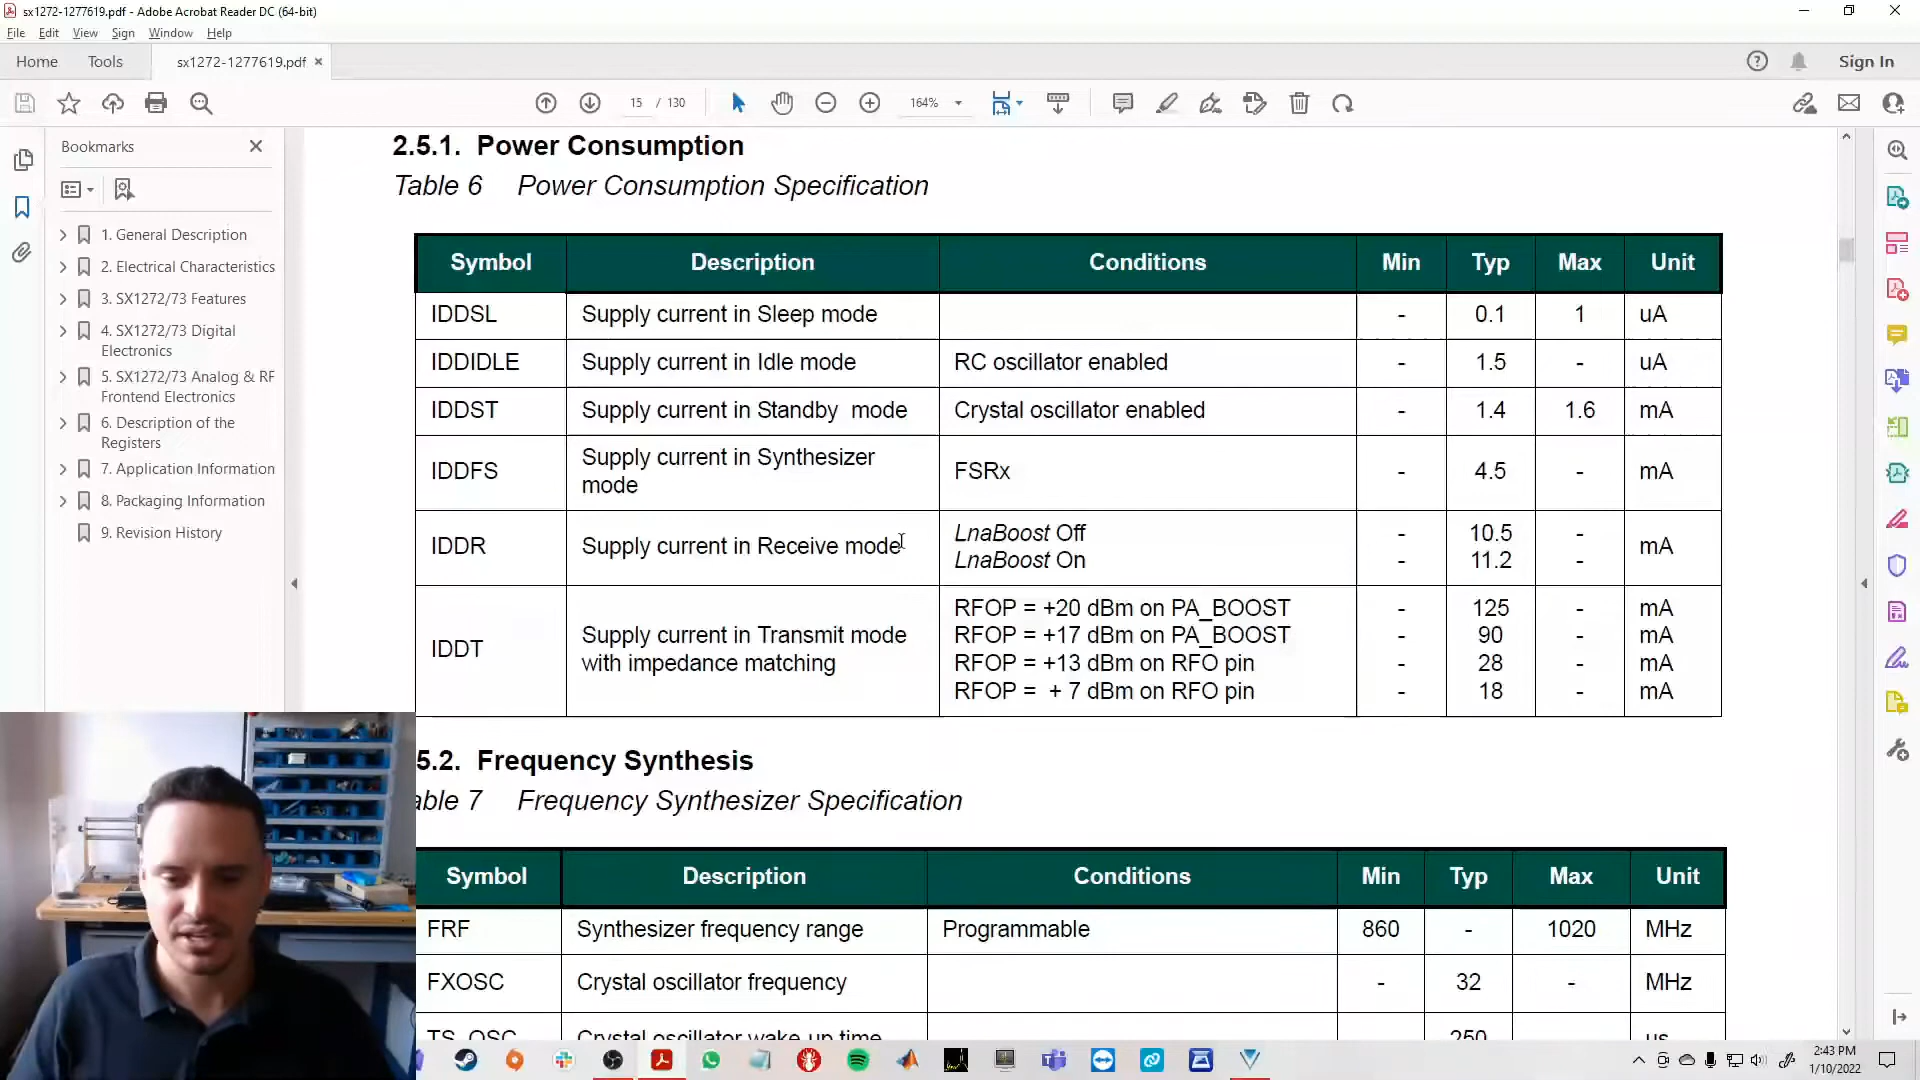 sx1272-1277619.pdf - Adobe Acrobat Reader DC (64-bit)
File Edit View Sign Window Help
Home Tools sx1272-1277619.pdf × Sign In
15 / 130 164%
Bookmarks
1. General Description
2. Electrical Characteristics
3. SX1272/73 Features
4. SX1272/73 Digital
Electronics
5. SX1272/73 Analog & RF
Frontend Electronics
6. Description of the
Registers
7. Application Information
8. Packaging Information
9. Revision History
2.5.1. Power Consumption
Table 6 Power Consumption Specification
Symbol Description Conditions Min Typ Max Unit
IDDSL Supply current in Sleep mode - 0.1 1 uA
IDDIDLE Supply current in Idle mode RC oscillator enabled - 1.5 - uA
IDDST Supply current in Standby mode Crystal oscillator enabled - 1.4 1.6 mA
IDDFS Supply current in Synthesizer
mode FSRx - 4.5 - mA
IDDR Supply current in Receive mode LnaBoost Off - 10.5 - mA
LnaBoost On - 11.2 -
IDDT Supply current in Transmit mode
with impedance matching
RFOP = +20 dBm on PA_BOOST - 125 - mA
RFOP = +17 dBm on PA_BOOST - 90 - mA
RFOP = +13 dBm on RFO pin - 28 - mA
RFOP = + 7 dBm on RFO pin - 18 - mA
5.2. Frequency Synthesis
able 7 Frequency Synthesizer Specification
Symbol Description Conditions Min Typ Max Unit
FRF Synthesizer frequency range Programmable 860 - 1020 MHz
FXOSC Crystal oscillator frequency - 32 - MHz
TS_OSC Crystal oscillator wake-up time 250 us
2:43 PM
1/10/2022